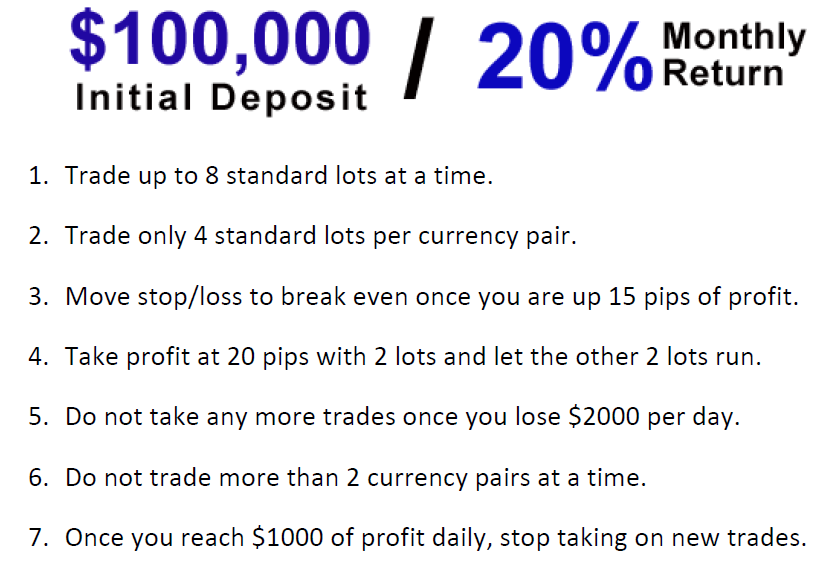 $100,000 / 20% Monthly
Initial Deposit Return
1. Trade up to 8 standard lots at a time.
2. Trade only 4 standard lots per currency pair.
3. Move stop/loss to break even once you are up 15 pips of profit.
4. Take profit at 20 pips with 2 lots and let the other 2 lots run.
5. Do not take any more trades once you lose $2000 per day.
6. Do not trade more than 2 currency pairs at a time.
7. Once you reach $1000 of profit daily, stop taking on new trades.